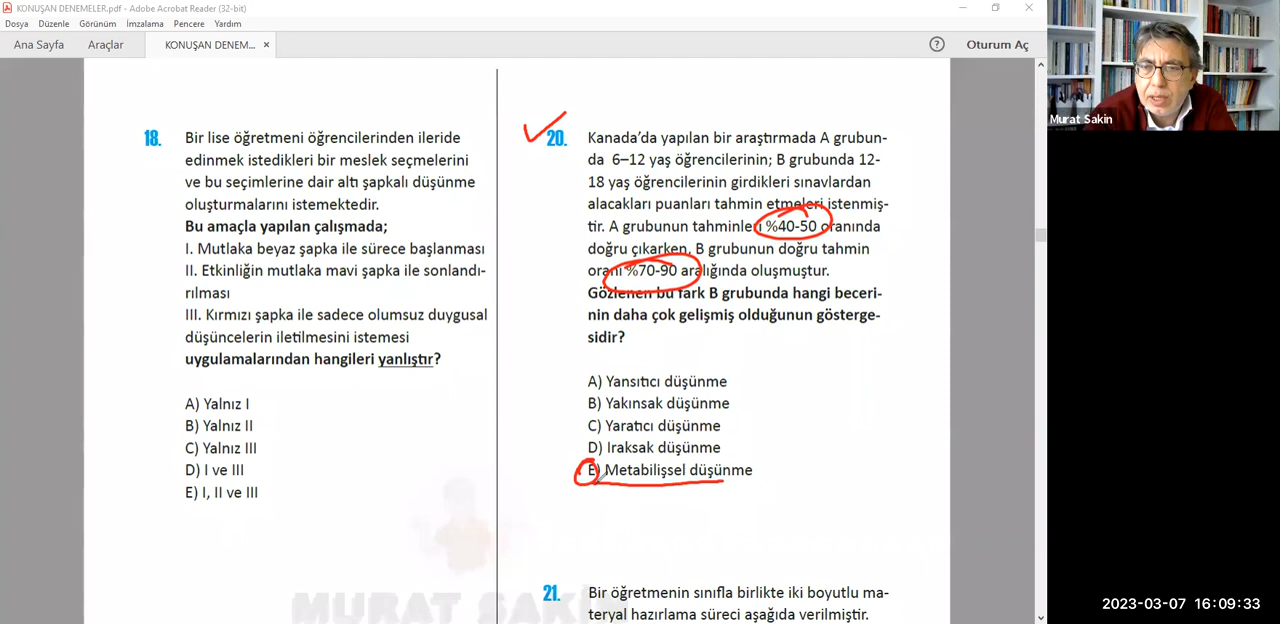 KONUŞAN DENEMELER.pdf - Adobe Acrobat Reader (32-bit)
Dosya Düzenle Görünüm İmzalama Pencere Yardım
Ana Sayfa Araçlar KONUŞAN DENEM... × ? Oturum Aç
18. Bir lise öğretmeni öğrencilerinden ileride
edinmek istedikleri bir meslek seçmelerini
ve bu seçimlerine dair altı şapkalı düşünme
oluşturmalarını istemektedir.
Bu amaçla yapılan çalışmada;
I. Mutlaka beyaz şapka ile sürece başlanması
II. Etkinliğin mutlaka mavi şapka ile sonlandı-
rılması
III. Kırmızı şapka ile sadece olumsuz duygusal
düşüncelerin iletilmesini istemesi
uygulamalarından hangileri yanlıştır?
A) Yalnız I
B) Yalnız II
C) Yalnız III
D) I ve III
E) I, II ve III
20. Kanada’da yapılan bir araştırmada A grubun-
da 6–12 yaş öğrencilerinin; B grubunda 12-
18 yaş öğrencilerinin girdikleri sınavlardan
alacakları puanları tahmin etmeleri istenmiş-
tir. A grubunun tahminleri %40-50 oranında
doğru çıkarken, B grubunun doğru tahmin
oranı %70-90 aralığında oluşmuştur.
Gözlenen bu fark B grubunda hangi beceri-
nin daha çok gelişmiş olduğunun gösterge-
sidir?
A) Yansıtıcı düşünme
B) Yakınsak düşünme
C) Yaratıcı düşünme
D) Iraksak düşünme
E) Metabilişsel düşünme
21. Bir öğretmenin sınıfla birlikte iki boyutlu ma-
teryal hazırlama süreci aşağıda verilmiştir.
MURAT SAKİN
Murat Sakin
2023-03-07 16:09:33